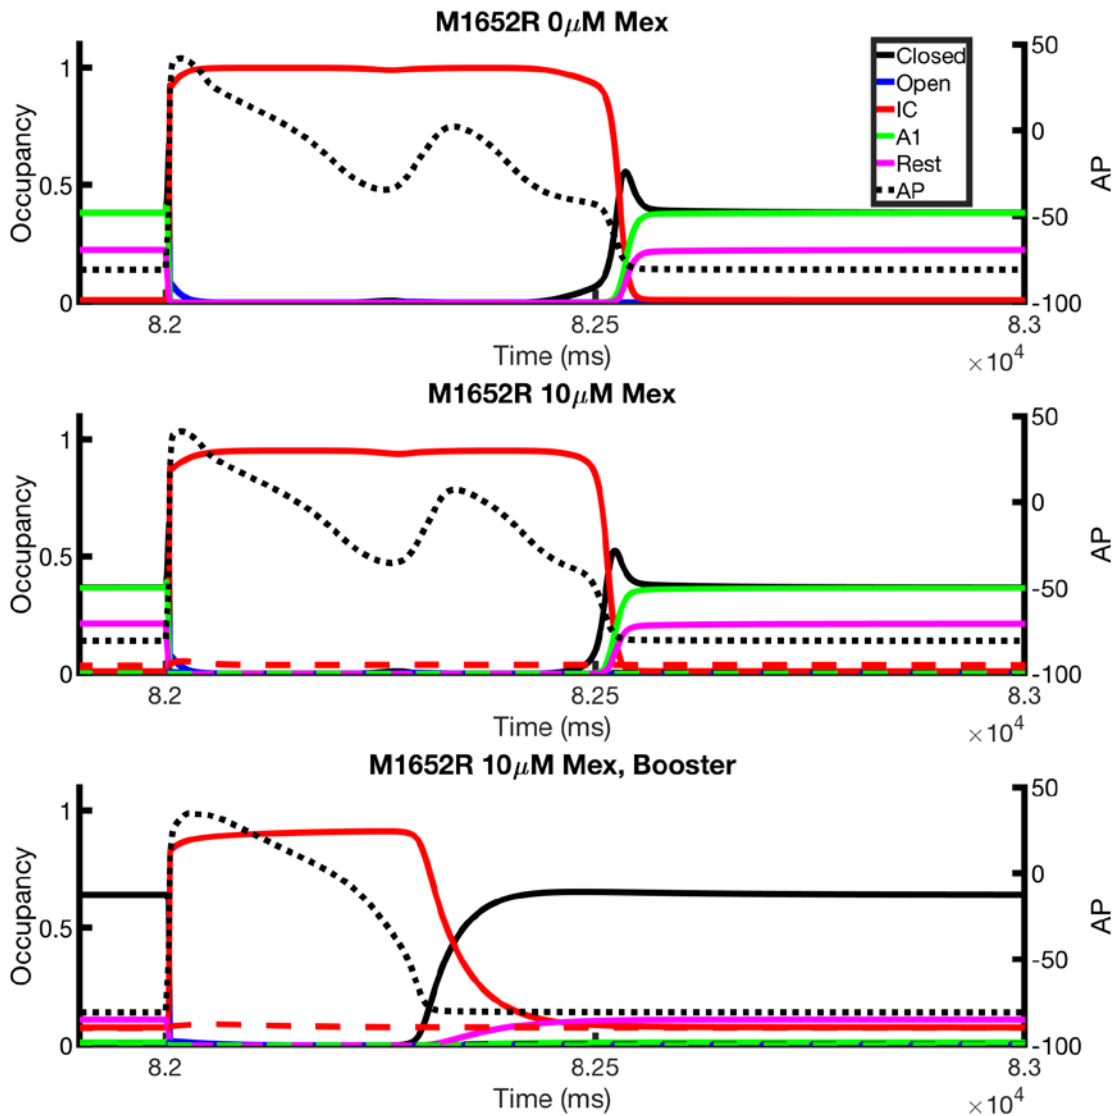 M1652R 0μM Mex
1
0.5
0
Occupancy
50
0
-50
-100
AP
Closed
Open
IC
A1
Rest
AP
8.2
8.25
8.3
Time (ms)
×10⁴
M1652R 10μM Mex
1
0.5
0
Occupancy
50
0
-50
-100
AP
8.2
8.25
8.3
Time (ms)
×10⁴
M1652R 10μM Mex, Booster
1
0.5
0
Occupancy
50
0
-50
-100
AP
8.2
8.25
8.3
Time (ms)
×10⁴